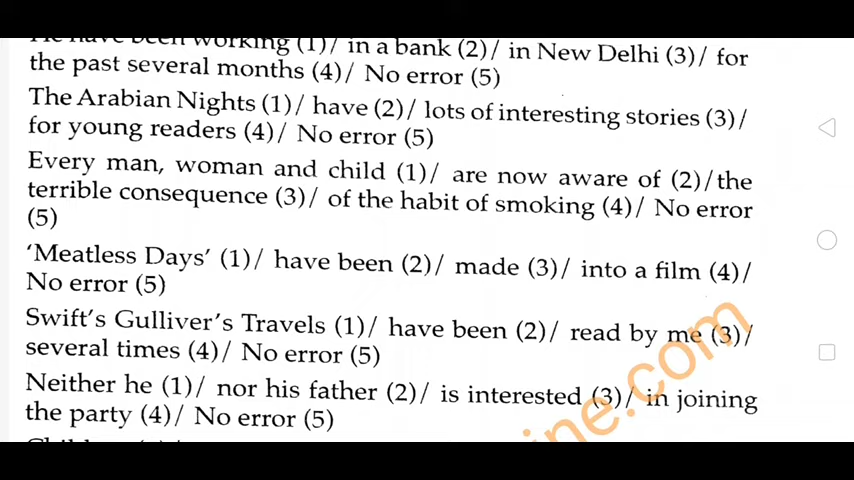 He have been working (1)/ in a bank (2)/ in New Delhi (3)/ for
the past several months (4)/ No error (5)
The Arabian Nights (1)/ have (2)/ lots of interesting stories (3)/
for young readers (4)/ No error (5)
Every man, woman and child (1)/ are now aware of (2)/the
terrible consequence (3)/ of the habit of smoking (4)/ No error
(5)
'Meatless Days' (1)/ have been (2)/ made (3)/ into a film (4)/
No error (5)
Swift's Gulliver's Travels (1)/ have been (2)/ read by me (3)/
several times (4)/ No error (5)
Neither he (1)/ nor his father (2)/ is interested (3)/ in joining
the party (4)/ No error (5)
ine.com